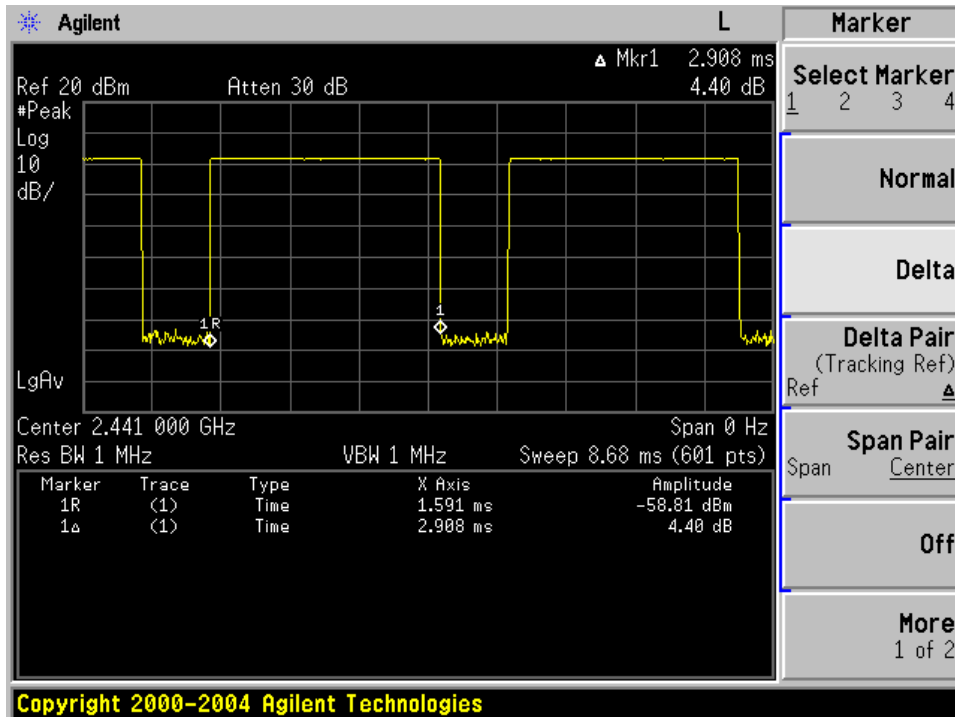 Agilent L
Δ Mkr1 2.908 ms
Ref 20 dBm Atten 30 dB 4.40 dB
#Peak
Log
10
dB/
1R
1
LgAv
Center 2.441 000 GHz Span 0 Hz
Res BW 1 MHz VBW 1 MHz Sweep 8.68 ms (601 pts)
Marker Trace Type X Axis Amplitude
1R (1) Time 1.591 ms -58.81 dBm
1Δ (1) Time 2.908 ms 4.40 dB
Marker
Select Marker
1 2 3 4
Normal
Delta
Delta Pair
(Tracking Ref)
Ref Δ
Span Pair
Span Center
Off
More
1 of 2
Copyright 2000-2004 Agilent Technologies